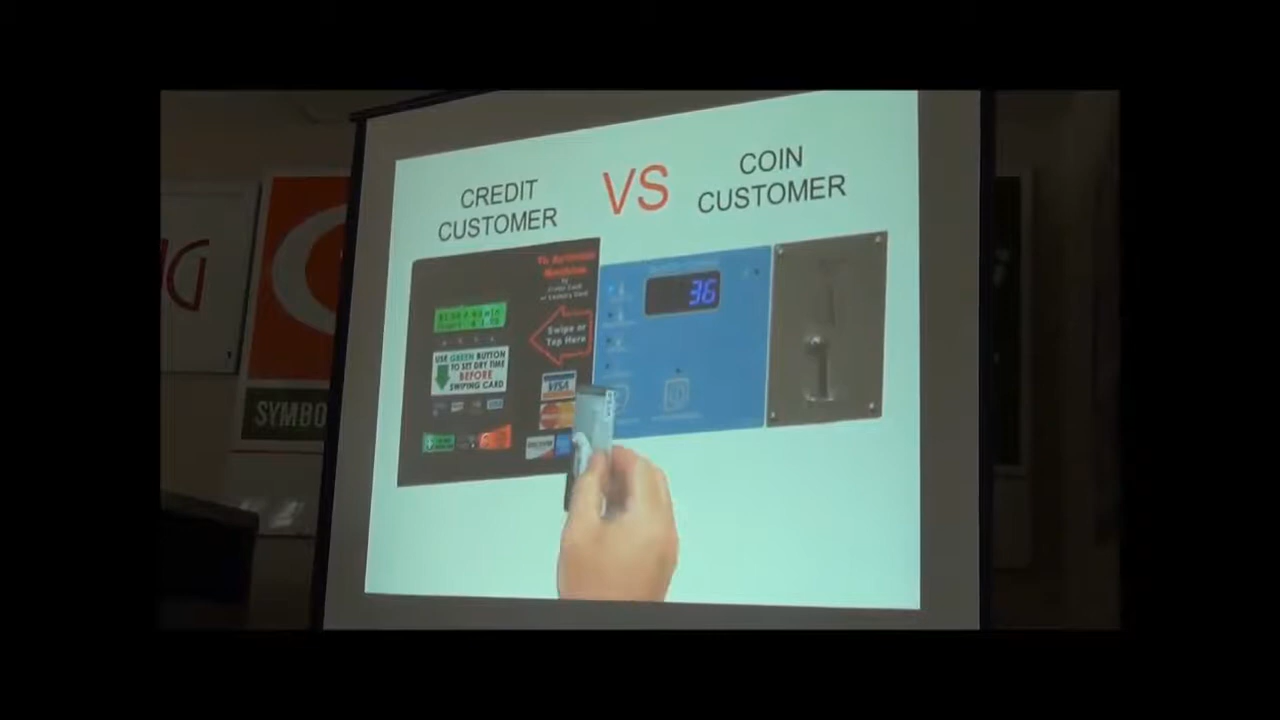 CREDIT
CUSTOMER
VS
COIN
CUSTOMER
36
Swipe or
Tap Here
USE GREEN BUTTON
TO SET DRY TIME
BEFORE
SWIPING CARD
VISA
SYMBO